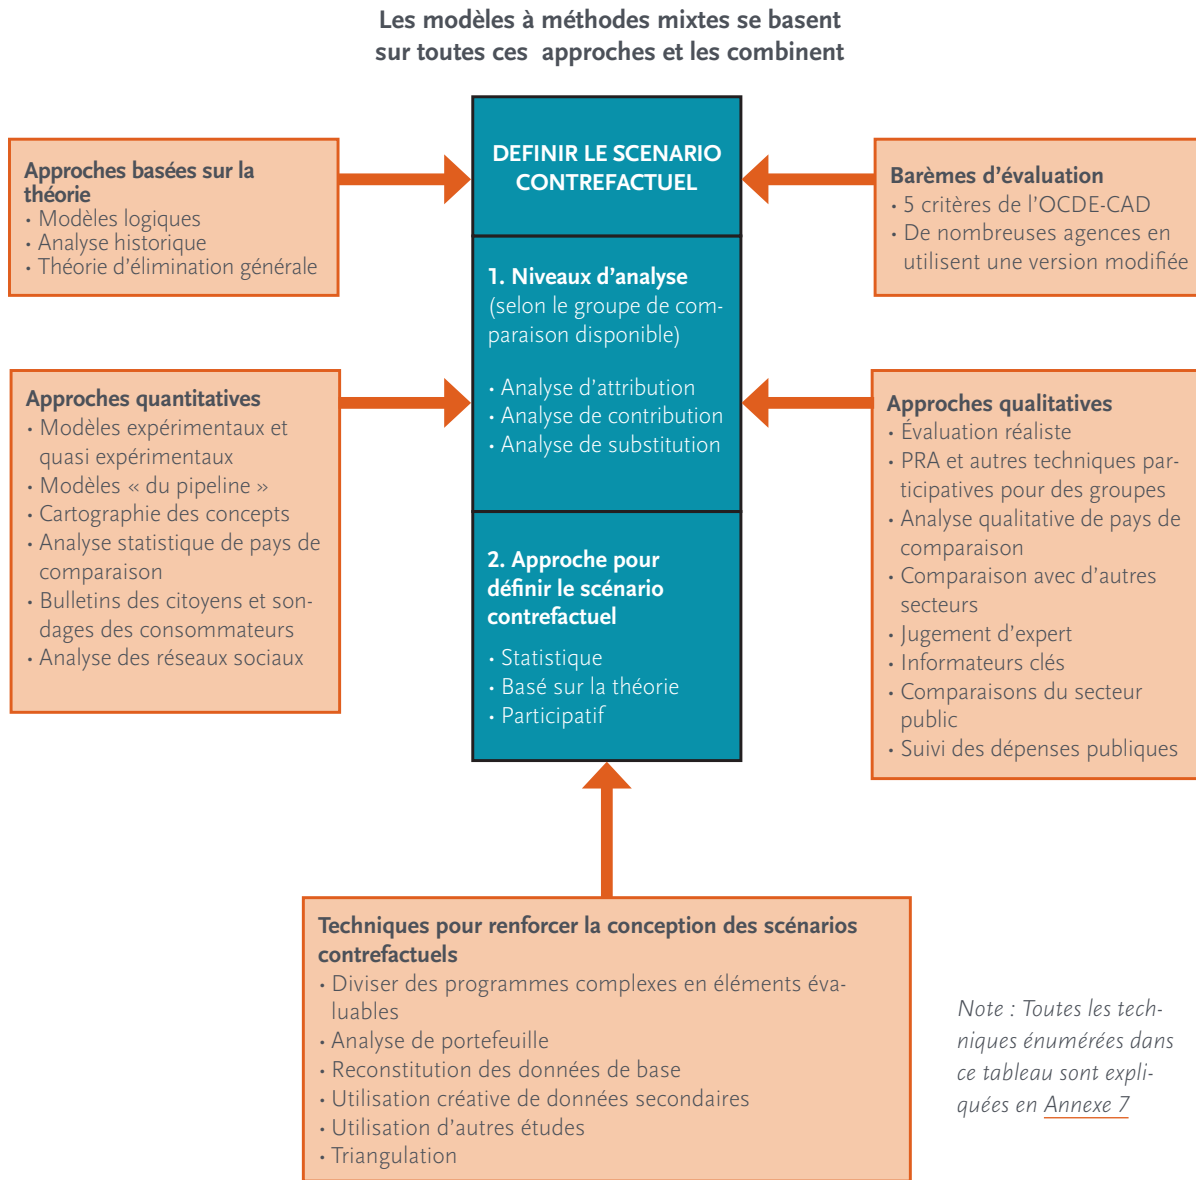 Les modèles à méthodes mixtes se basent
sur toutes ces approches et les combinent
Approches basées sur la
théorie
• Modèles logiques
• Analyse historique
• Théorie d'élimination générale
DEFINIR LE SCENARIO
CONTREFACTUEL
Barèmes d'évaluation
• 5 critères de l'OCDE-CAD
• De nombreuses agences en
utilisent une version modifiée
1. Niveaux d'analyse
(selon le groupe de com-
paraison disponible)
• Analyse d'attribution
• Analyse de contribution
• Analyse de substitution
Approches quantitatives
• Modèles expérimentaux et
quasi expérimentaux
• Modèles « du pipeline »
• Cartographie des concepts
• Analyse statistique de pays de
comparaison
• Bulletins des citoyens et son-
dages des consommateurs
• Analyse des réseaux sociaux
Approches qualitatives
• Évaluation réaliste
• PRA et autres techniques par-
ticipatives pour des groupes
• Analyse qualitative de pays de
comparaison
• Comparaison avec d'autres
secteurs
• Jugement d'expert
• Informateurs clés
• Comparaisons du secteur
public
• Suivi des dépenses publiques
2. Approche pour
définir le scénario
contrefactuel
• Statistique
• Basé sur la théorie
• Participatif
Techniques pour renforcer la conception des scénarios
contrefactuels
• Diviser des programmes complexes en éléments éva-
luables
• Analyse de portefeuille
• Reconstitution des données de base
• Utilisation créative de données secondaires
• Utilisation d'autres études
• Triangulation
Note : Toutes les tech-
niques énumérées dans
ce tableau sont expli-
quées en Annexe 7